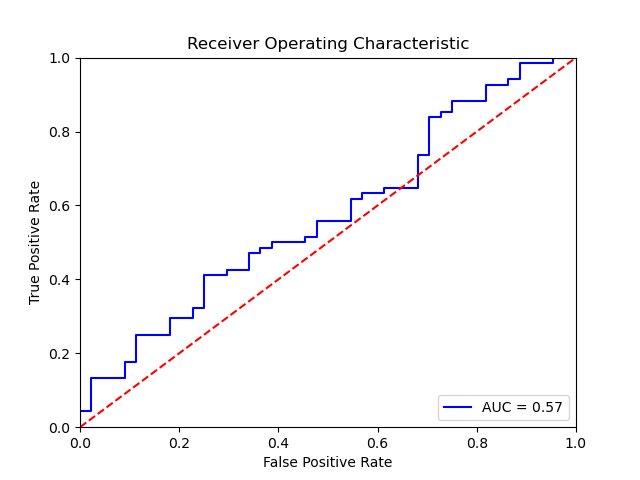 Receiver Operating Characteristic
1.0
0.8
0.6
0.4
0.2
0.0
True Positive Rate
AUC = 0.57
0.0 0.2 0.4 0.6 0.8 1.0
False Positive Rate